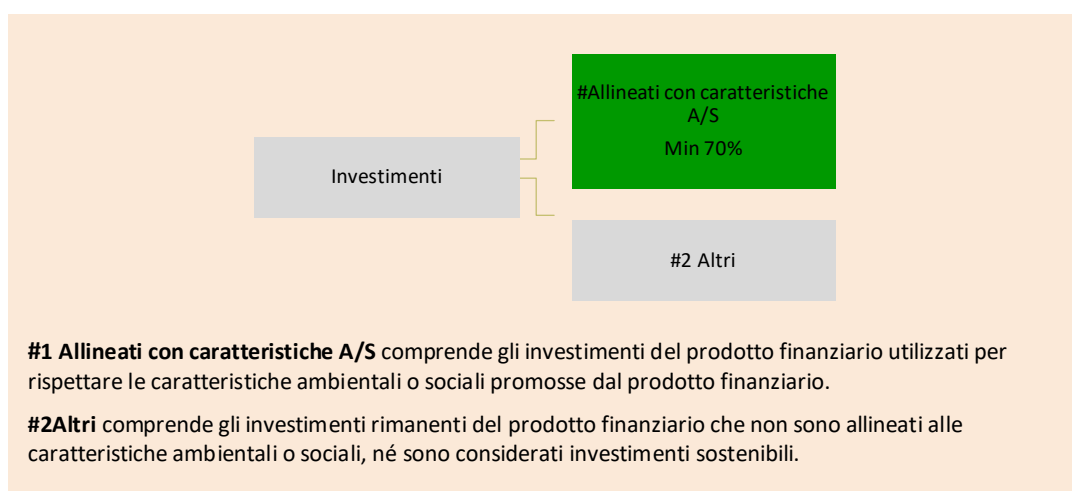 #Allineati con caratteristiche
A/S
Min 70%
Investimenti
#2 Altri
#1 Allineati con caratteristiche A/S comprende gli investimenti del prodotto finanziario utilizzati per
rispettare le caratteristiche ambientali o sociali promosse dal prodotto finanziario.
#2Altri comprende gli investimenti rimanenti del prodotto finanziario che non sono allineati alle
caratteristiche ambientali o sociali, né sono considerati investimenti sostenibili.